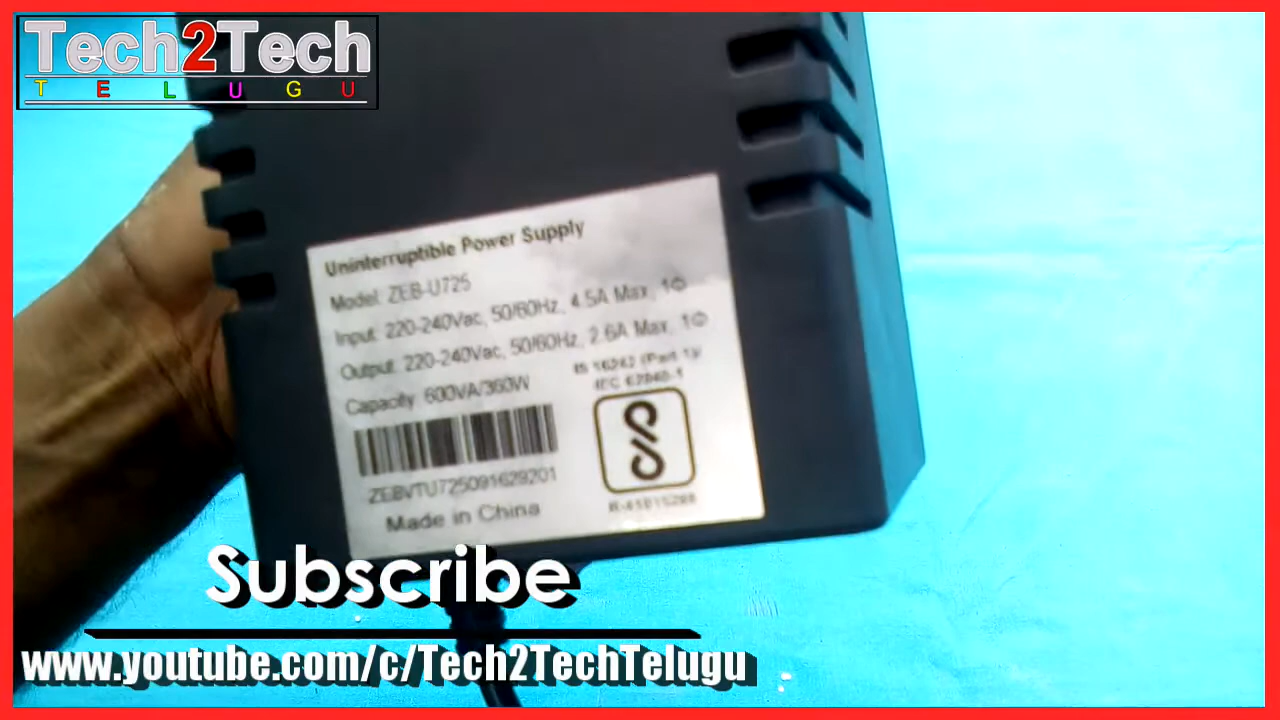 Tech2Tech
TELUGU
Uninterruptible Power Supply
Model: ZEB-U725
Input: 220-240Vac, 50/60Hz, 4.5A Max, 1Φ
Output: 220-240Vac, 50/60Hz, 2.6A Max, 1Φ
Capacity: 600VA/360W
IS 16242 (Part 1)/
IEC 62040-1
ZEBVTU725091629201
Made in China
Subscribe
www.youtube.com/c/Tech2TechTelugu